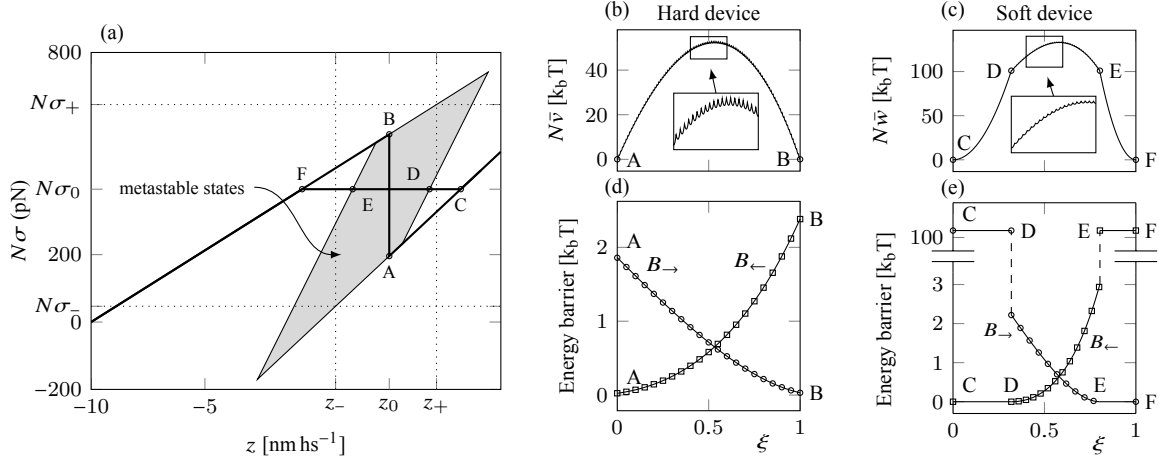 (a)
Nσ (pN)
800
Nσ+
Nσ0
200
Nσ−
0
−200
-10
-5
z−
z0
z+
z [nm hs−1]
metastable states
A
B
C
D
E
F
(b)
Hard device
Nv̄ [kbT]
40
20
0
A
B
(c)
Soft device
Nw̄ [kbT]
100
50
0
C
D
E
F
(d)
Energy barrier [kbT]
2
1
0
A
A
B→
B←
B
B
0
0.5
1
ξ
(e)
Energy barrier [kbT]
100
3
2
1
0
C
D
E
F
B→
B←
C
D
E
F
0
0.5
1
ξ